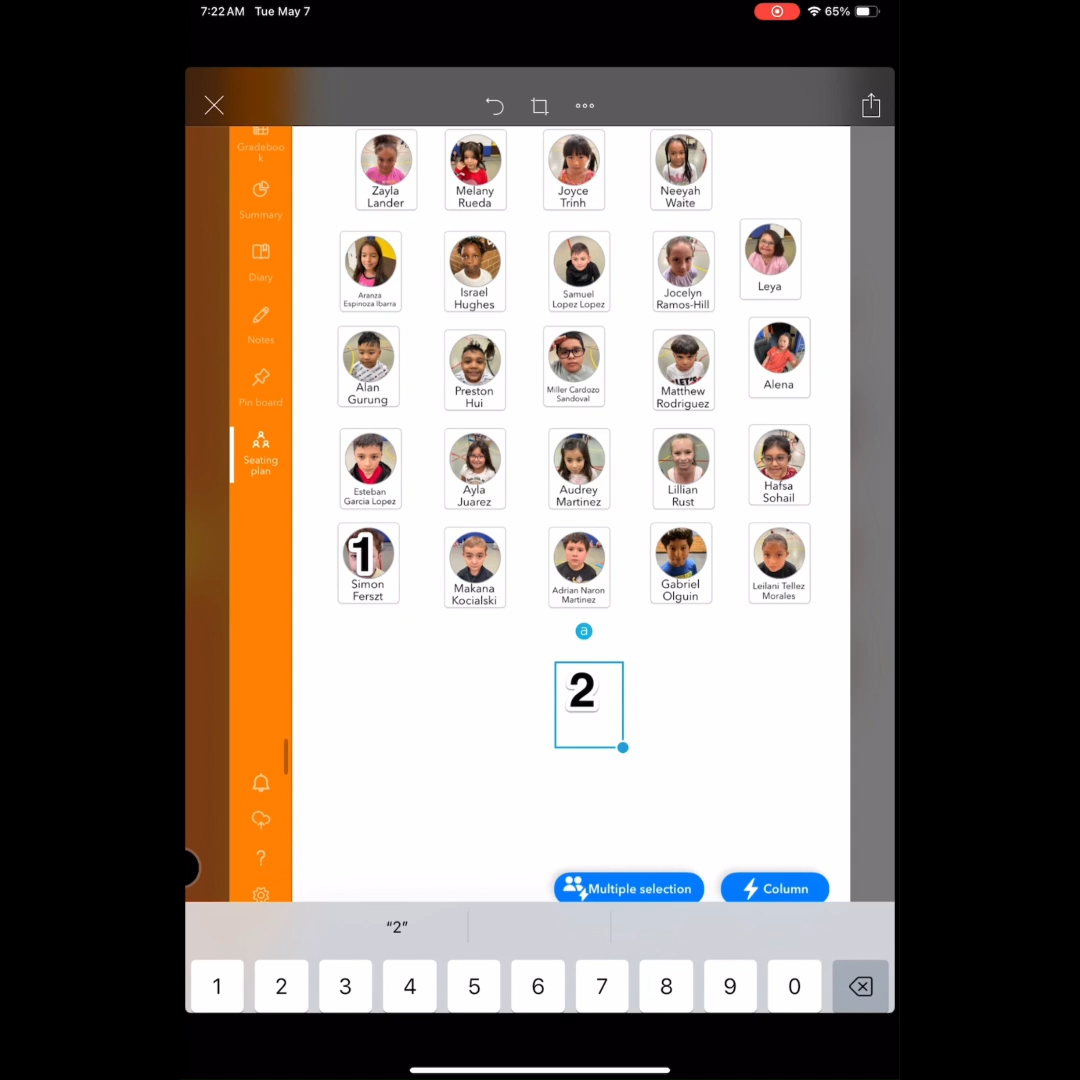 7:22 AM Tue May 7
65%
Gradeboo
k
Summary
Diary
Notes
Pin board
Seating
plan
Zayla
Lander
Melany
Rueda
Joyce
Trinh
Neeyah
Waite
Aranza
Espinoza Ibarra
Israel
Hughes
Samuel
Lopez Lopez
Jocelyn
Ramos-Hill
Leya
Alan
Gurung
Preston
Hui
Miller Cardozo
Sandoval
Matthew
Rodriguez
Alena
Esteban
Garcia Lopez
Ayla
Juarez
Audrey
Martinez
Lillian
Rust
Hafsa
Sohail
1
Simon
Ferszt
Makana
Kocialski
Adrian Naron
Martinez
Gabriel
Olguin
Leilani Tellez
Morales
a
2
?
Multiple selection
Column
“2”
1 2 3 4 5 6 7 8 9 0